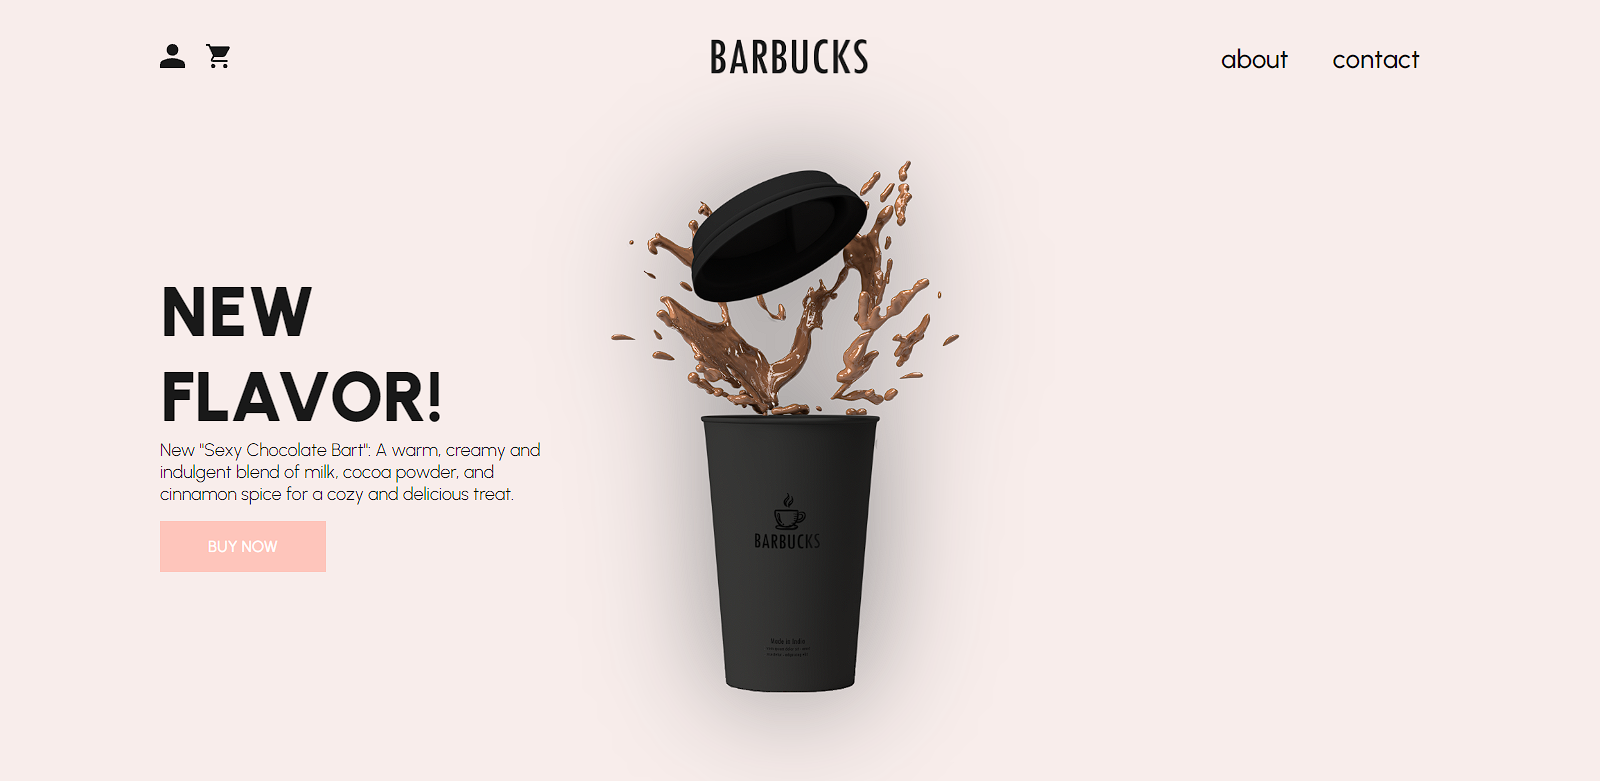 BARBUCKS
about contact
NEW
FLAVOR!
New "Sexy Chocolate Bart": A warm, creamy and
indulgent blend of milk, cocoa powder, and
cinnamon spice for a cozy and delicious treat.
BUY NOW
BARBUCKS
Made in India